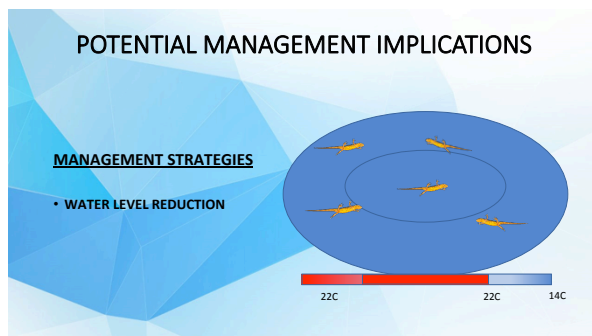 POTENTIAL MANAGEMENT IMPLICATIONS
MANAGEMENT STRATEGIES
• WATER LEVEL REDUCTION
22C 22C 14C